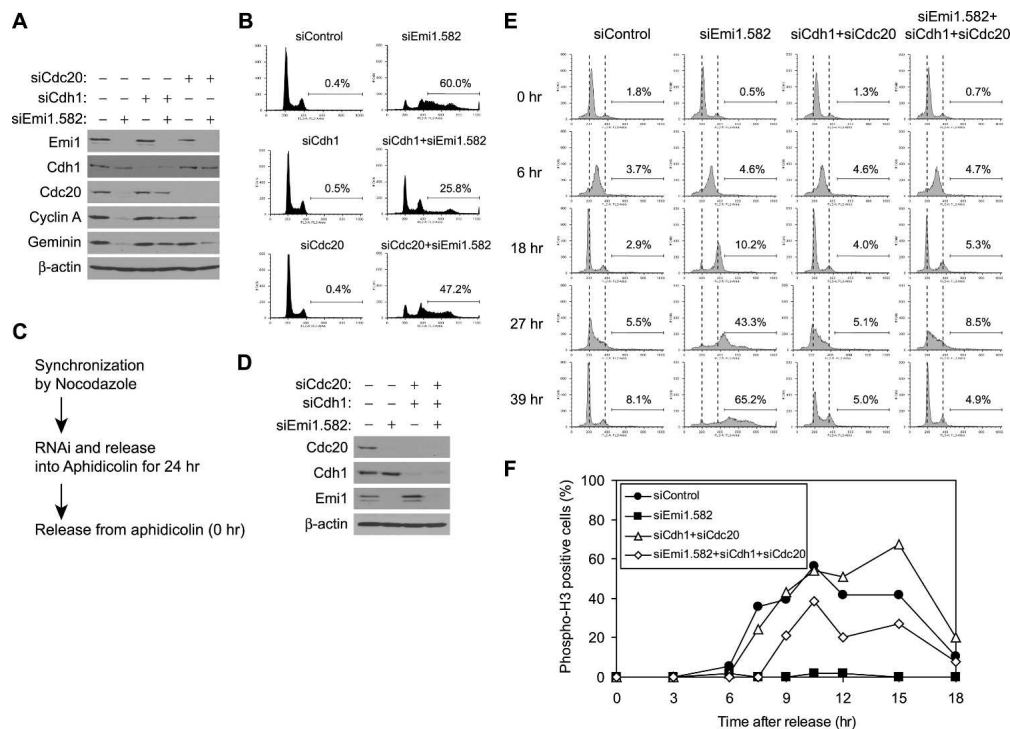 A
siCdc20: – – – – + +
siCdh1: – – + + – –
siEmi1.582: – + – + – +
Emi1
Cdh1
Cdc20
Cyclin A
Geminin
β-actin
B
siControl
0.4%
siEmi1.582
60.0%
siCdh1
0.5%
siCdh1+siEmi1.582
25.8%
siCdc20
0.4%
siCdc20+siEmi1.582
47.2%
C
Synchronization
by Nocodazole
RNAi and release
into Aphidicolin for 24 hr
Release from aphidicolin (0 hr)
D
siCdc20: – – + +
siCdh1: – – + +
siEmi1.582: – + – +
Cdc20
Cdh1
Emi1
β-actin
E
siControl
siEmi1.582
siCdh1+siCdc20
siEmi1.582+
siCdh1+siCdc20
0 hr
1.8%
0.5%
1.3%
0.7%
6 hr
3.7%
4.6%
4.6%
4.7%
18 hr
2.9%
10.2%
4.0%
5.3%
27 hr
5.5%
43.3%
5.1%
8.5%
39 hr
8.1%
65.2%
5.0%
4.9%
F
Phospho-H3 positive cells (%)
100
80
60
40
20
0
siControl
siEmi1.582
siCdh1+siCdc20
siEmi1.582+siCdh1+siCdc20
0 3 6 9 12 15 18
Time after release (hr)